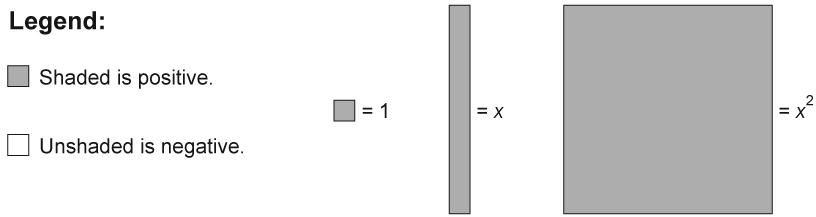 Legend:
Shaded is positive.
Unshaded is negative.
= 1
= x
= x²